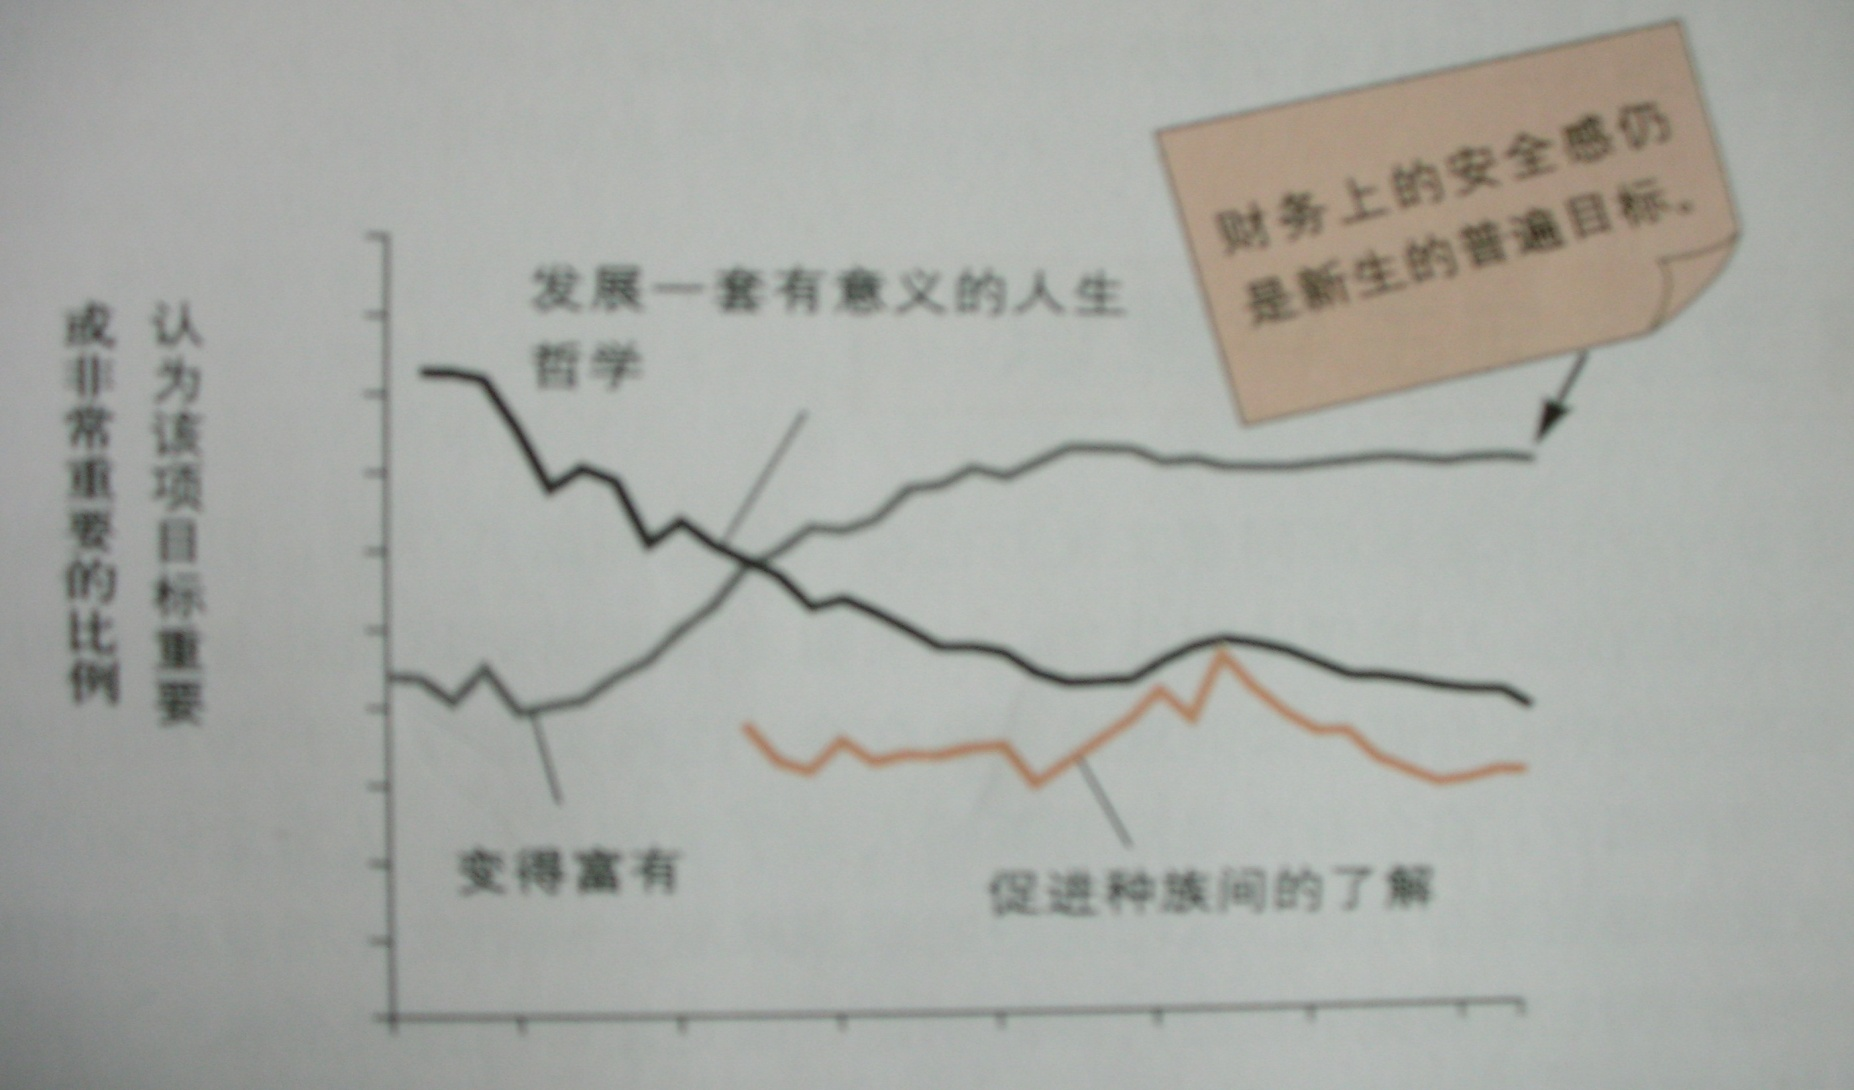 财务上的安全感仍
是新生的普遍目标。
发展一套有意义的人生
哲学
认为该项目标重要
或非常重要的比例
变得富有
促进种族间的了解